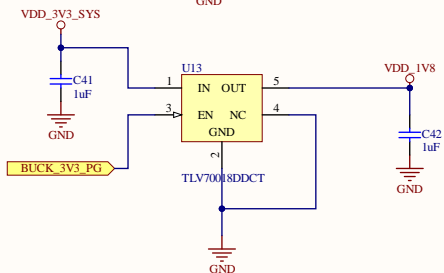 GND
VDD_3V3_SYS
VDD_1V8
U13
C41
1uF
1
IN OUT
5
3
EN NC
4
GND
2
C42
1uF
GND
BUCK_3V3_PG
TLV70018DDCT
GND
GND